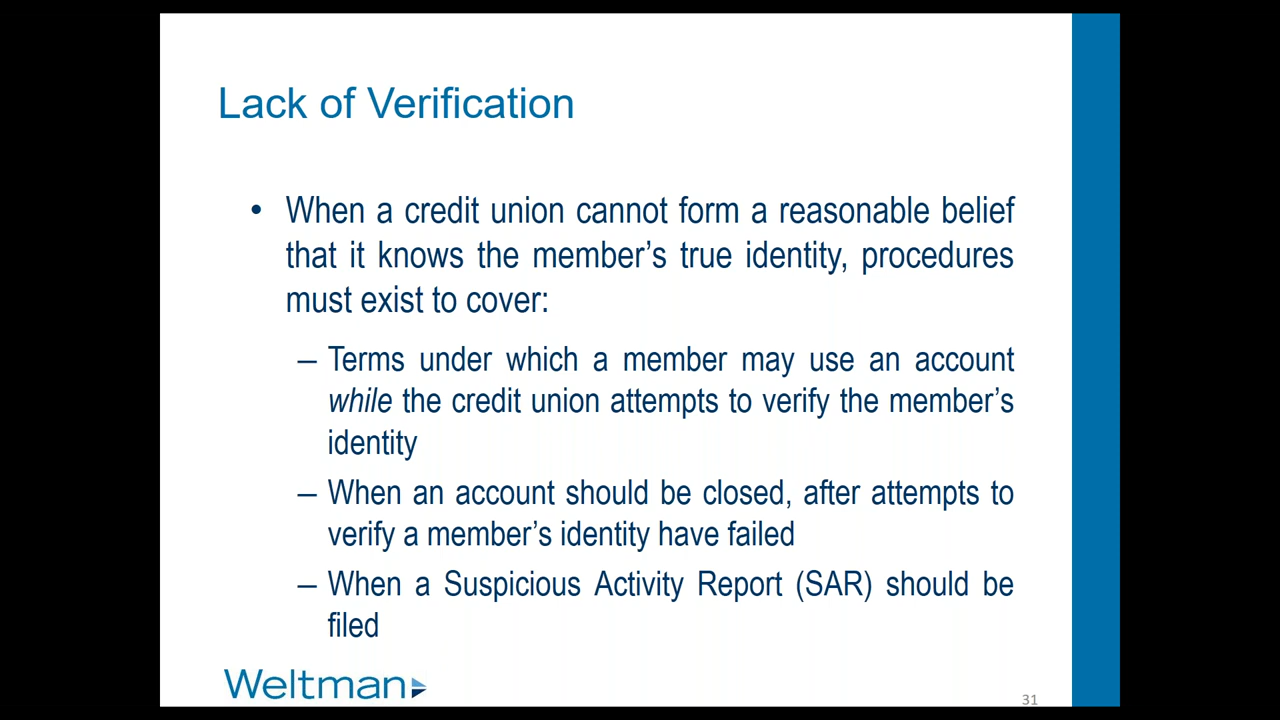 Lack of Verification
• When a credit union cannot form a reasonable belief
that it knows the member’s true identity, procedures
must exist to cover:
– Terms under which a member may use an account
while the credit union attempts to verify the member’s
identity
– When an account should be closed, after attempts to
verify a member’s identity have failed
– When a Suspicious Activity Report (SAR) should be
filed
Weltman
31